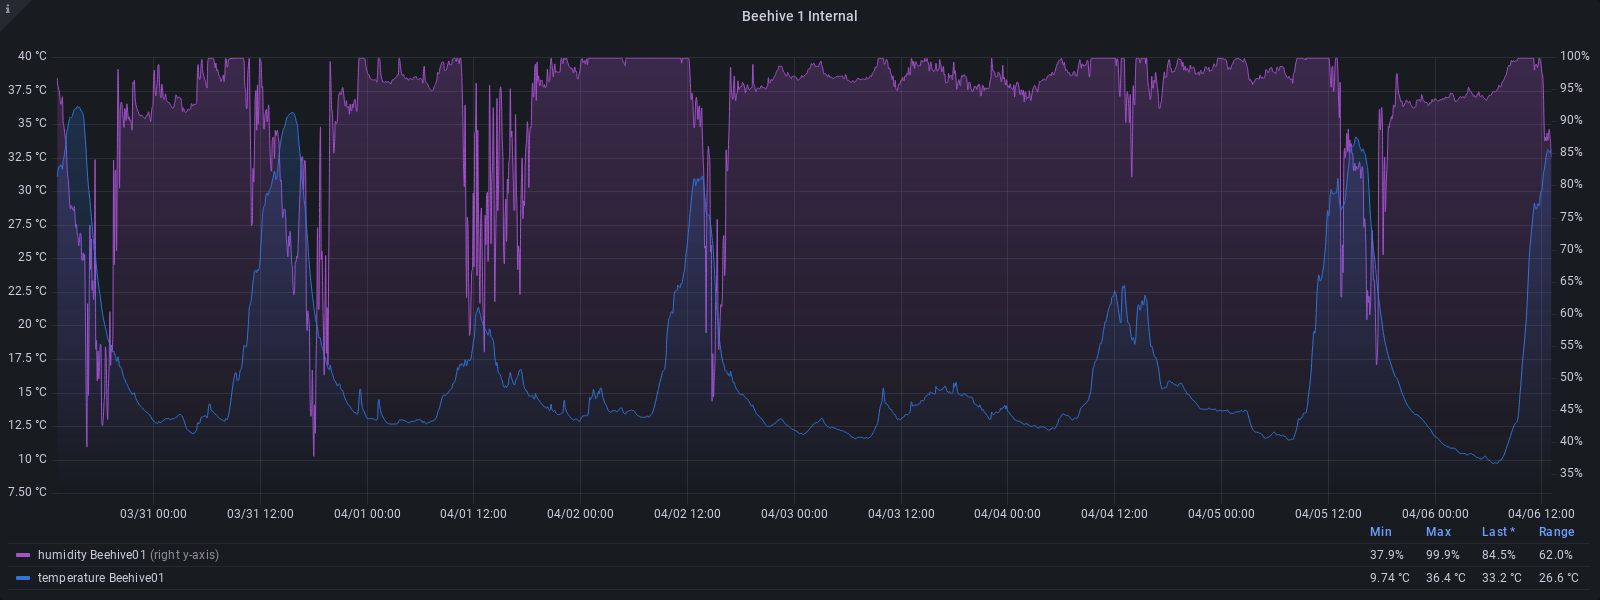 i
Beehive 1 Internal
40 °C 100%
37.5 °C 95%
35 °C 90%
32.5 °C 85%
30 °C 80%
27.5 °C 75%
25 °C 70%
22.5 °C 65%
20 °C 60%
17.5 °C 55%
15 °C 50%
12.5 °C 45%
10 °C 40%
7.50 °C 35%
03/31 00:00 03/31 12:00 04/01 00:00 04/01 12:00 04/02 00:00 04/02 12:00 04/03 00:00 04/03 12:00 04/04 00:00 04/04 12:00 04/05 00:00 04/05 12:00 04/06 00:00 04/06 12:00
Min Max Last * Range
humidity Beehive01 (right y-axis) 37.9% 99.9% 84.5% 62.0%
temperature Beehive01 9.74 °C 36.4 °C 33.2 °C 26.6 °C